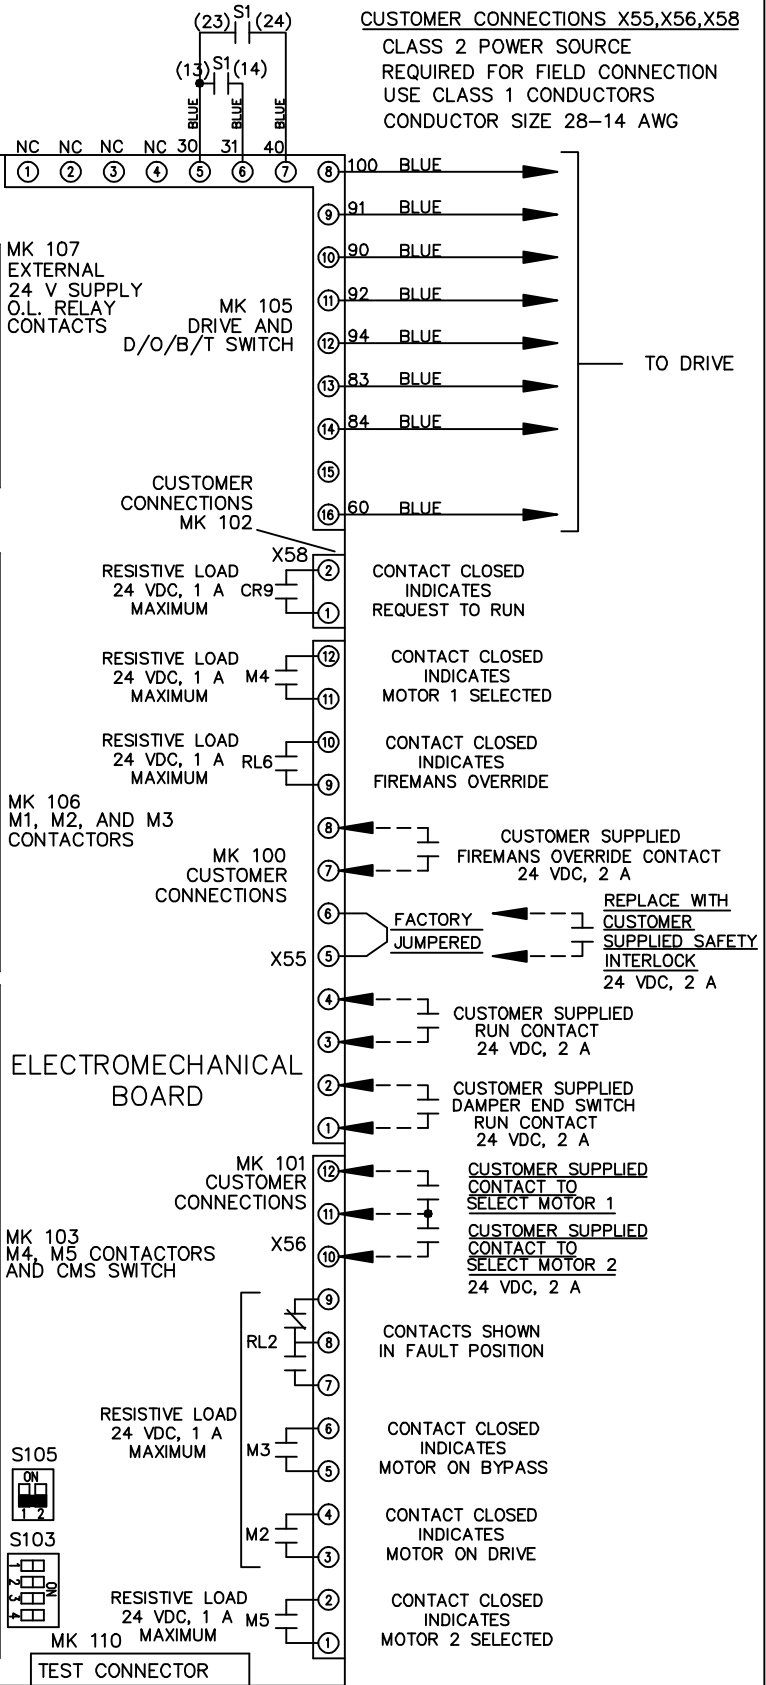 (23) S1 (24)
(13) S1 (14)
CUSTOMER CONNECTIONS X55,X56,X58
CLASS 2 POWER SOURCE
REQUIRED FOR FIELD CONNECTION
USE CLASS 1 CONDUCTORS
CONDUCTOR SIZE 28-14 AWG
BLUE BLUE BLUE
NC NC NC NC 30 31 40
1 2 3 4 5 6 7 8 100 BLUE
9 91 BLUE
10 90 BLUE
11 92 BLUE
12 94 BLUE
13 83 BLUE
14 84 BLUE
15
16 60 BLUE
TO DRIVE
MK 107
EXTERNAL
24 V SUPPLY
O.L. RELAY
CONTACTS
MK 105
DRIVE AND
D/O/B/T SWITCH
CUSTOMER
CONNECTIONS
MK 102
X58
RESISTIVE LOAD
24 VDC, 1 A
MAXIMUM
CR9
2
1
CONTACT CLOSED
INDICATES
REQUEST TO RUN
RESISTIVE LOAD
24 VDC, 1 A
MAXIMUM
M4
12
11
CONTACT CLOSED
INDICATES
MOTOR 1 SELECTED
RESISTIVE LOAD
24 VDC, 1 A
MAXIMUM
RL6
10
9
CONTACT CLOSED
INDICATES
FIREMANS OVERRIDE
MK 106
M1, M2, AND M3
CONTACTORS
MK 100
CUSTOMER
CONNECTIONS
8
7
CUSTOMER SUPPLIED
FIREMANS OVERRIDE CONTACT
24 VDC, 2 A
X55
6
5
FACTORY
JUMPERED
REPLACE WITH
CUSTOMER
SUPPLIED SAFETY
INTERLOCK
24 VDC, 2 A
4
3
CUSTOMER SUPPLIED
RUN CONTACT
24 VDC, 2 A
ELECTROMECHANICAL
BOARD
2
1
CUSTOMER SUPPLIED
DAMPER END SWITCH
RUN CONTACT
24 VDC, 2 A
MK 101
CUSTOMER
CONNECTIONS
X56
12
11
10
CUSTOMER SUPPLIED
CONTACT TO
SELECT MOTOR 1
CUSTOMER SUPPLIED
CONTACT TO
SELECT MOTOR 2
24 VDC, 2 A
MK 103
M4, M5 CONTACTORS
AND CMS SWITCH
RL2
9
8
7
CONTACTS SHOWN
IN FAULT POSITION
RESISTIVE LOAD
24 VDC, 1 A
MAXIMUM
M3
6
5
CONTACT CLOSED
INDICATES
MOTOR ON BYPASS
M2
4
3
CONTACT CLOSED
INDICATES
MOTOR ON DRIVE
S105
ON
1 2
S103
1
2
3
4
ON
RESISTIVE LOAD
24 VDC, 1 A
MAXIMUM
M5
2
1
CONTACT CLOSED
INDICATES
MOTOR 2 SELECTED
MK 110
TEST CONNECTOR